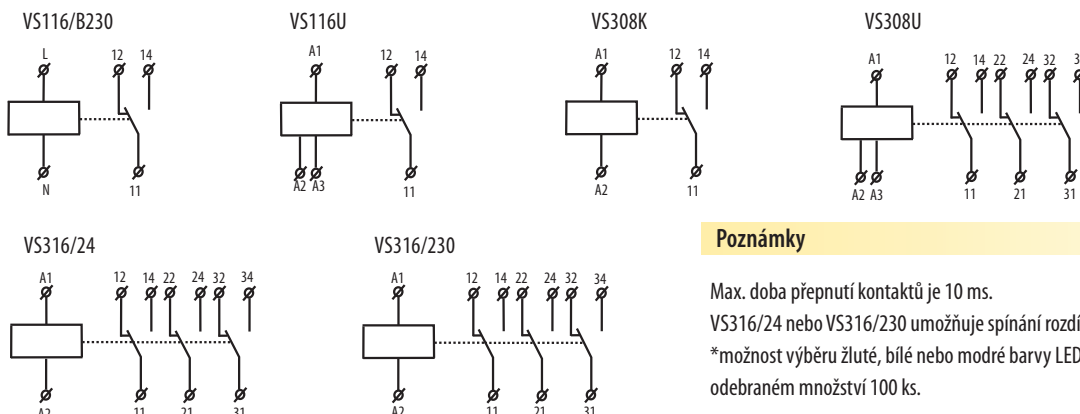 VS116/B230
L
12 14
N
11
VS116U
A1
12 14
A2 A3
11
VS308K
A1
12 14
A2
11
VS308U
A1
12 14 22 24 32
A2 A3
11 21 31
VS316/24
A1
12 14 22 24 32 34
A2
11 21 31
VS316/230
A1
12 14 22 24 32 34
A2
11 21 31
Poznámky
Max. doba přepnutí kontaktů je 10 ms.
VS316/24 nebo VS316/230 umožňuje spínání
*možnost výběru žluté, bílé nebo modré barvy LED
odebraném množství 100 ks.